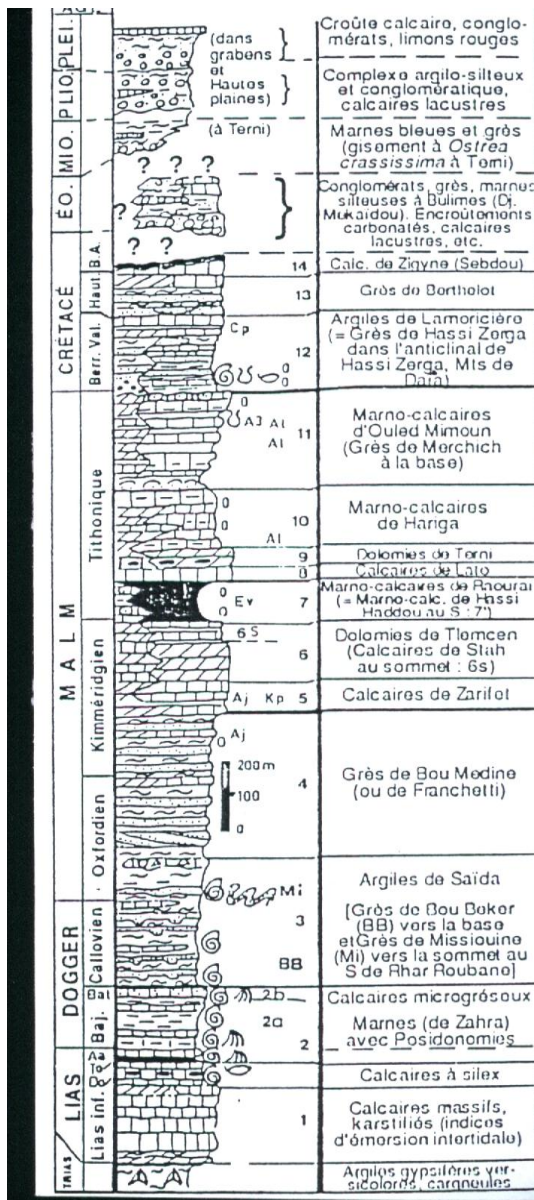 PLEI.
PLIO.
MIO.
ÉO.
CRÉTACÉ
B.A.
Haut.
Berr. Val.
MALM
Tithonique
Kimméridgien
Oxfordien
DOGGER
Callovien
Bat
Baj.
LIAS
Lias inf.
TRIAS
(dans
grabens
et
Hautes
plaines)
(à Terni)
? ? ?
?
? ?
Cp
A3 Al
Al
Al
Ev
6S
Aj Kp
Aj
200m
100
0
Mi
BB
2b
2a
Croûte calcaire, conglo-
mérats, limons rouges
Complexe argilo-silteux
et conglomératique,
calcaires lacustres
Marnes bleues et grès
(gisement à Ostrea
crassissima à Terni)
Conglomérats, grès, marnes
silteuses à Bulimes (Dj.
Mukaïdou). Encroûtements
carbonatés, calcaires
lacustres, etc.
14 Calc. de Zigyne (Sebdou)
13 Grès de Berthelot
12 Argiles de Lamoricière
(= Grès de Hassi Zerga
dans l'anticlinal de
Hassi Zerga, Mts de
Daïa)
11 Marno-calcaires
d'Ouled Mimoun
(Grès de Merchich
à la base)
10 Marno-calcaires
de Hariga
9 Dolomies de Terni
8 Calcaires de Lato
7 Marno-calcaires de Raourai
(= Marno-calc. de Hassi
Haddou au S : 7')
6 Dolomies de Tlemcen
(Calcaires de Stah
au sommet : 6s)
5 Calcaires de Zarifet
4 Grès de Bou Medine
(ou de Franchetti)
3 Argiles de Saïda
[Grès de Bou Beker
(BB) vers la base
et Grès de Missiouine
(Mi) vers la sommet au
S de Rhar Roubane]
Calcaires microgréseux
2 Marnes (de Zahra)
avec Posidonomies
Calcaires à silex
1 Calcaires massifs,
karstifiés (indices
d'émersion intertidale)
Argiles gypsifères ver-
sicolores, cargneules